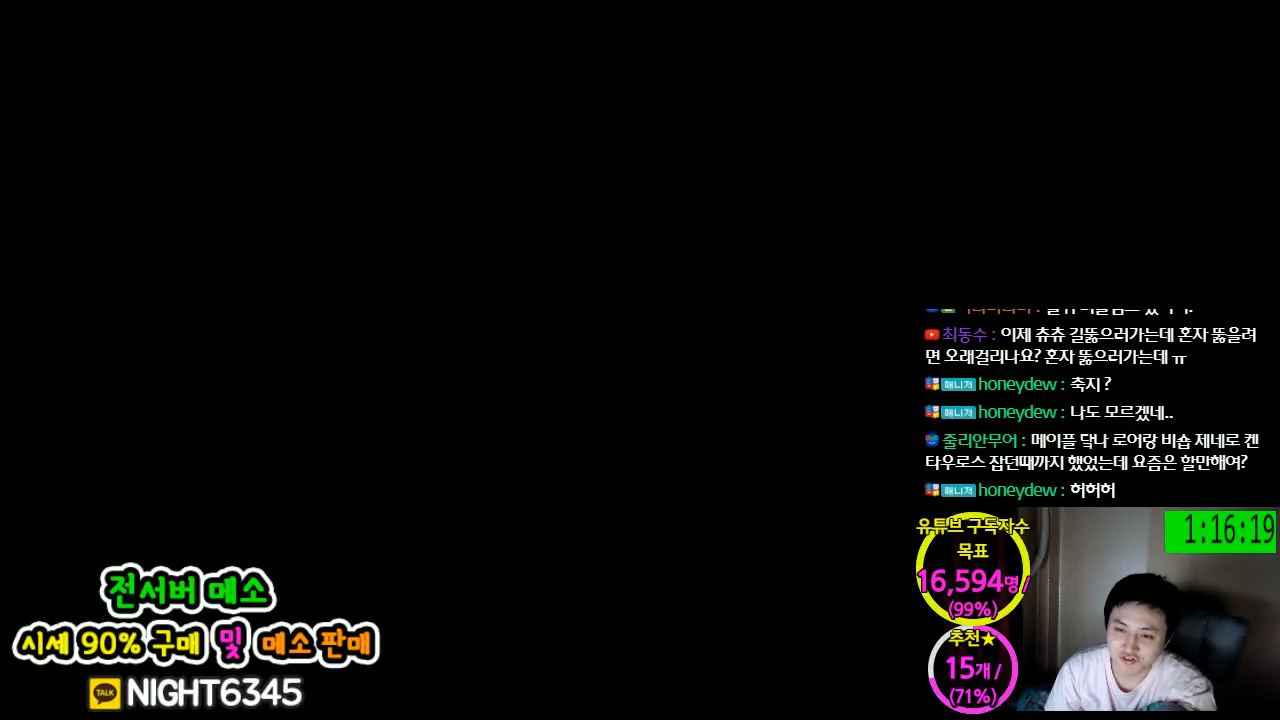 최동수 : 이제 츄츄 길뚫으러가는데 혼자 뚫을려
면 오래걸리나요? 혼자 뚫으러가는데 ㅠ
매니저 honeydew : 축지 ?
매니저 honeydew : 나도 모르겠네..
줄리안무어 : 메이플 닼나 로어랑 비숍 제네로 켄
타우로스 잡던때까지 했었는데 요즘은 할만해여?
매니저 honeydew : 허허허
유튜브 구독자수
목표
16,594명 /
(99%)
추천★
15개 /
(71%)
1:16:19
전서버 메소
시세 90% 구매 및 메소 판매
TALK NIGHT6345